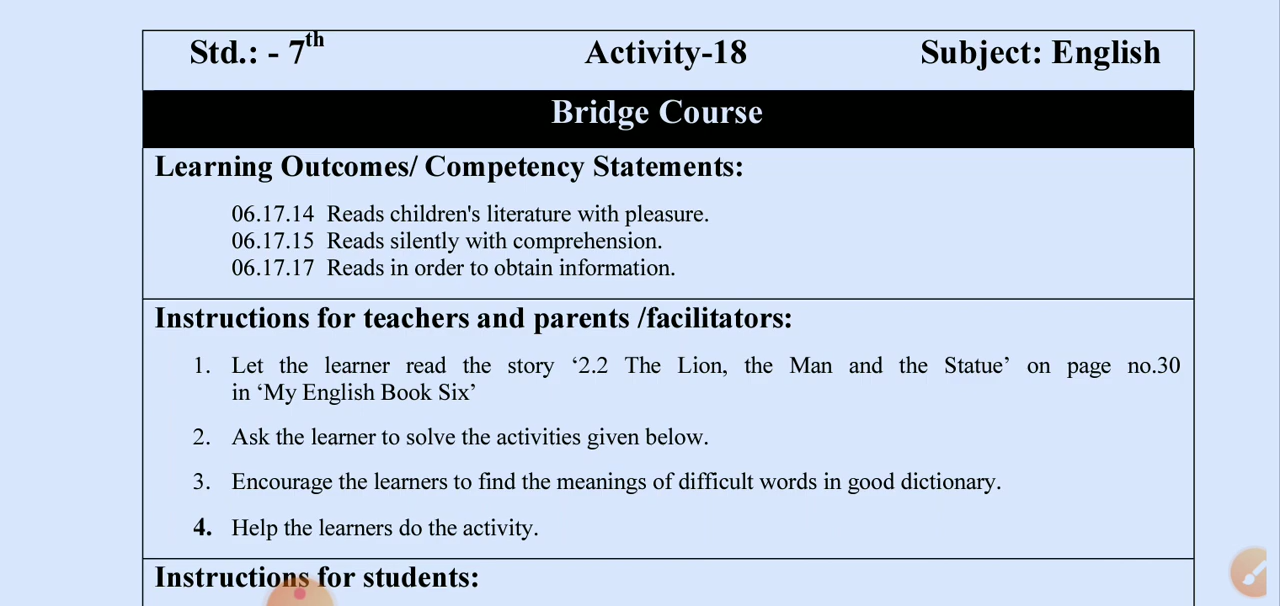 Std.: - 7th Activity-18 Subject: English
Bridge Course
Learning Outcomes/ Competency Statements:
06.17.14 Reads children's literature with pleasure.
06.17.15 Reads silently with comprehension.
06.17.17 Reads in order to obtain information.
Instructions for teachers and parents /facilitators:
1. Let the learner read the story ‘2.2 The Lion, the Man and the Statue’ on page no.30
in ‘My English Book Six’
2. Ask the learner to solve the activities given below.
3. Encourage the learners to find the meanings of difficult words in good dictionary.
4. Help the learners do the activity.
Instructions for students: